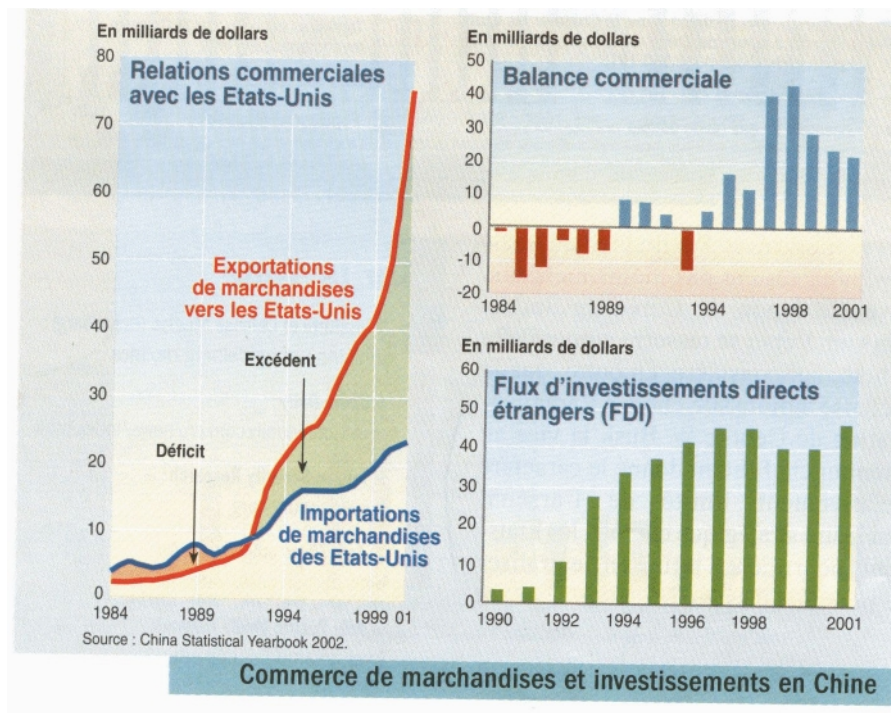 En milliards de dollars
80
70
60
50
40
30
20
10
0
Relations commerciales
avec les Etats-Unis
Exportations
de marchandises
vers les Etats-Unis
Excédent
Déficit
Importations
de marchandises
des Etats-Unis
1984
1989
1994
1999 01
Source : China Statistical Yearbook 2002.
En milliards de dollars
50
40
30
20
10
0
-10
-20
Balance commerciale
1984
1989
1994
1998
2001
En milliards de dollars
60
50
40
30
20
10
0
Flux d'investissements directs
étrangers (FDI)
1990
1992
1994
1996
1998
2001
Commerce de marchandises et investissements en Chine